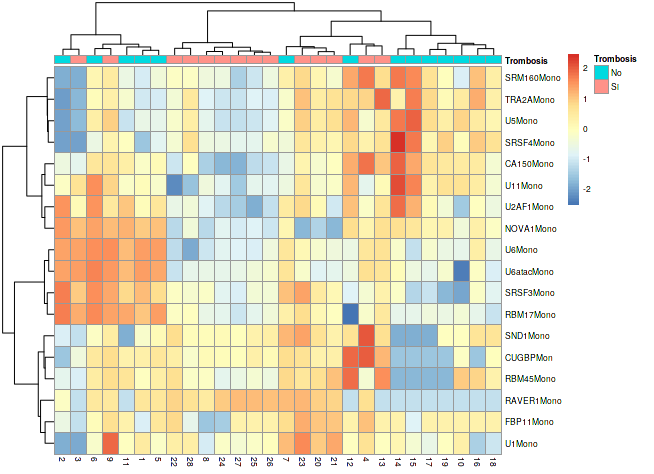 Trombosis
SRM160Mono
TRA2AMono
U5Mono
SRSF4Mono
CA150Mono
U11Mono
U2AF1Mono
NOVA1Mono
U6Mono
U6atacMono
SRSF3Mono
RBM17Mono
SND1Mono
CUGBPMon
RBM45Mono
RAVER1Mono
FBP11Mono
U1Mono
2 3 6 9 11 1 5 22 28 8 24 27 25 26 7 23 20 21 12 4 13 14 15 17 19 10 16 18
2
1
0
-1
-2
Trombosis
No
SI